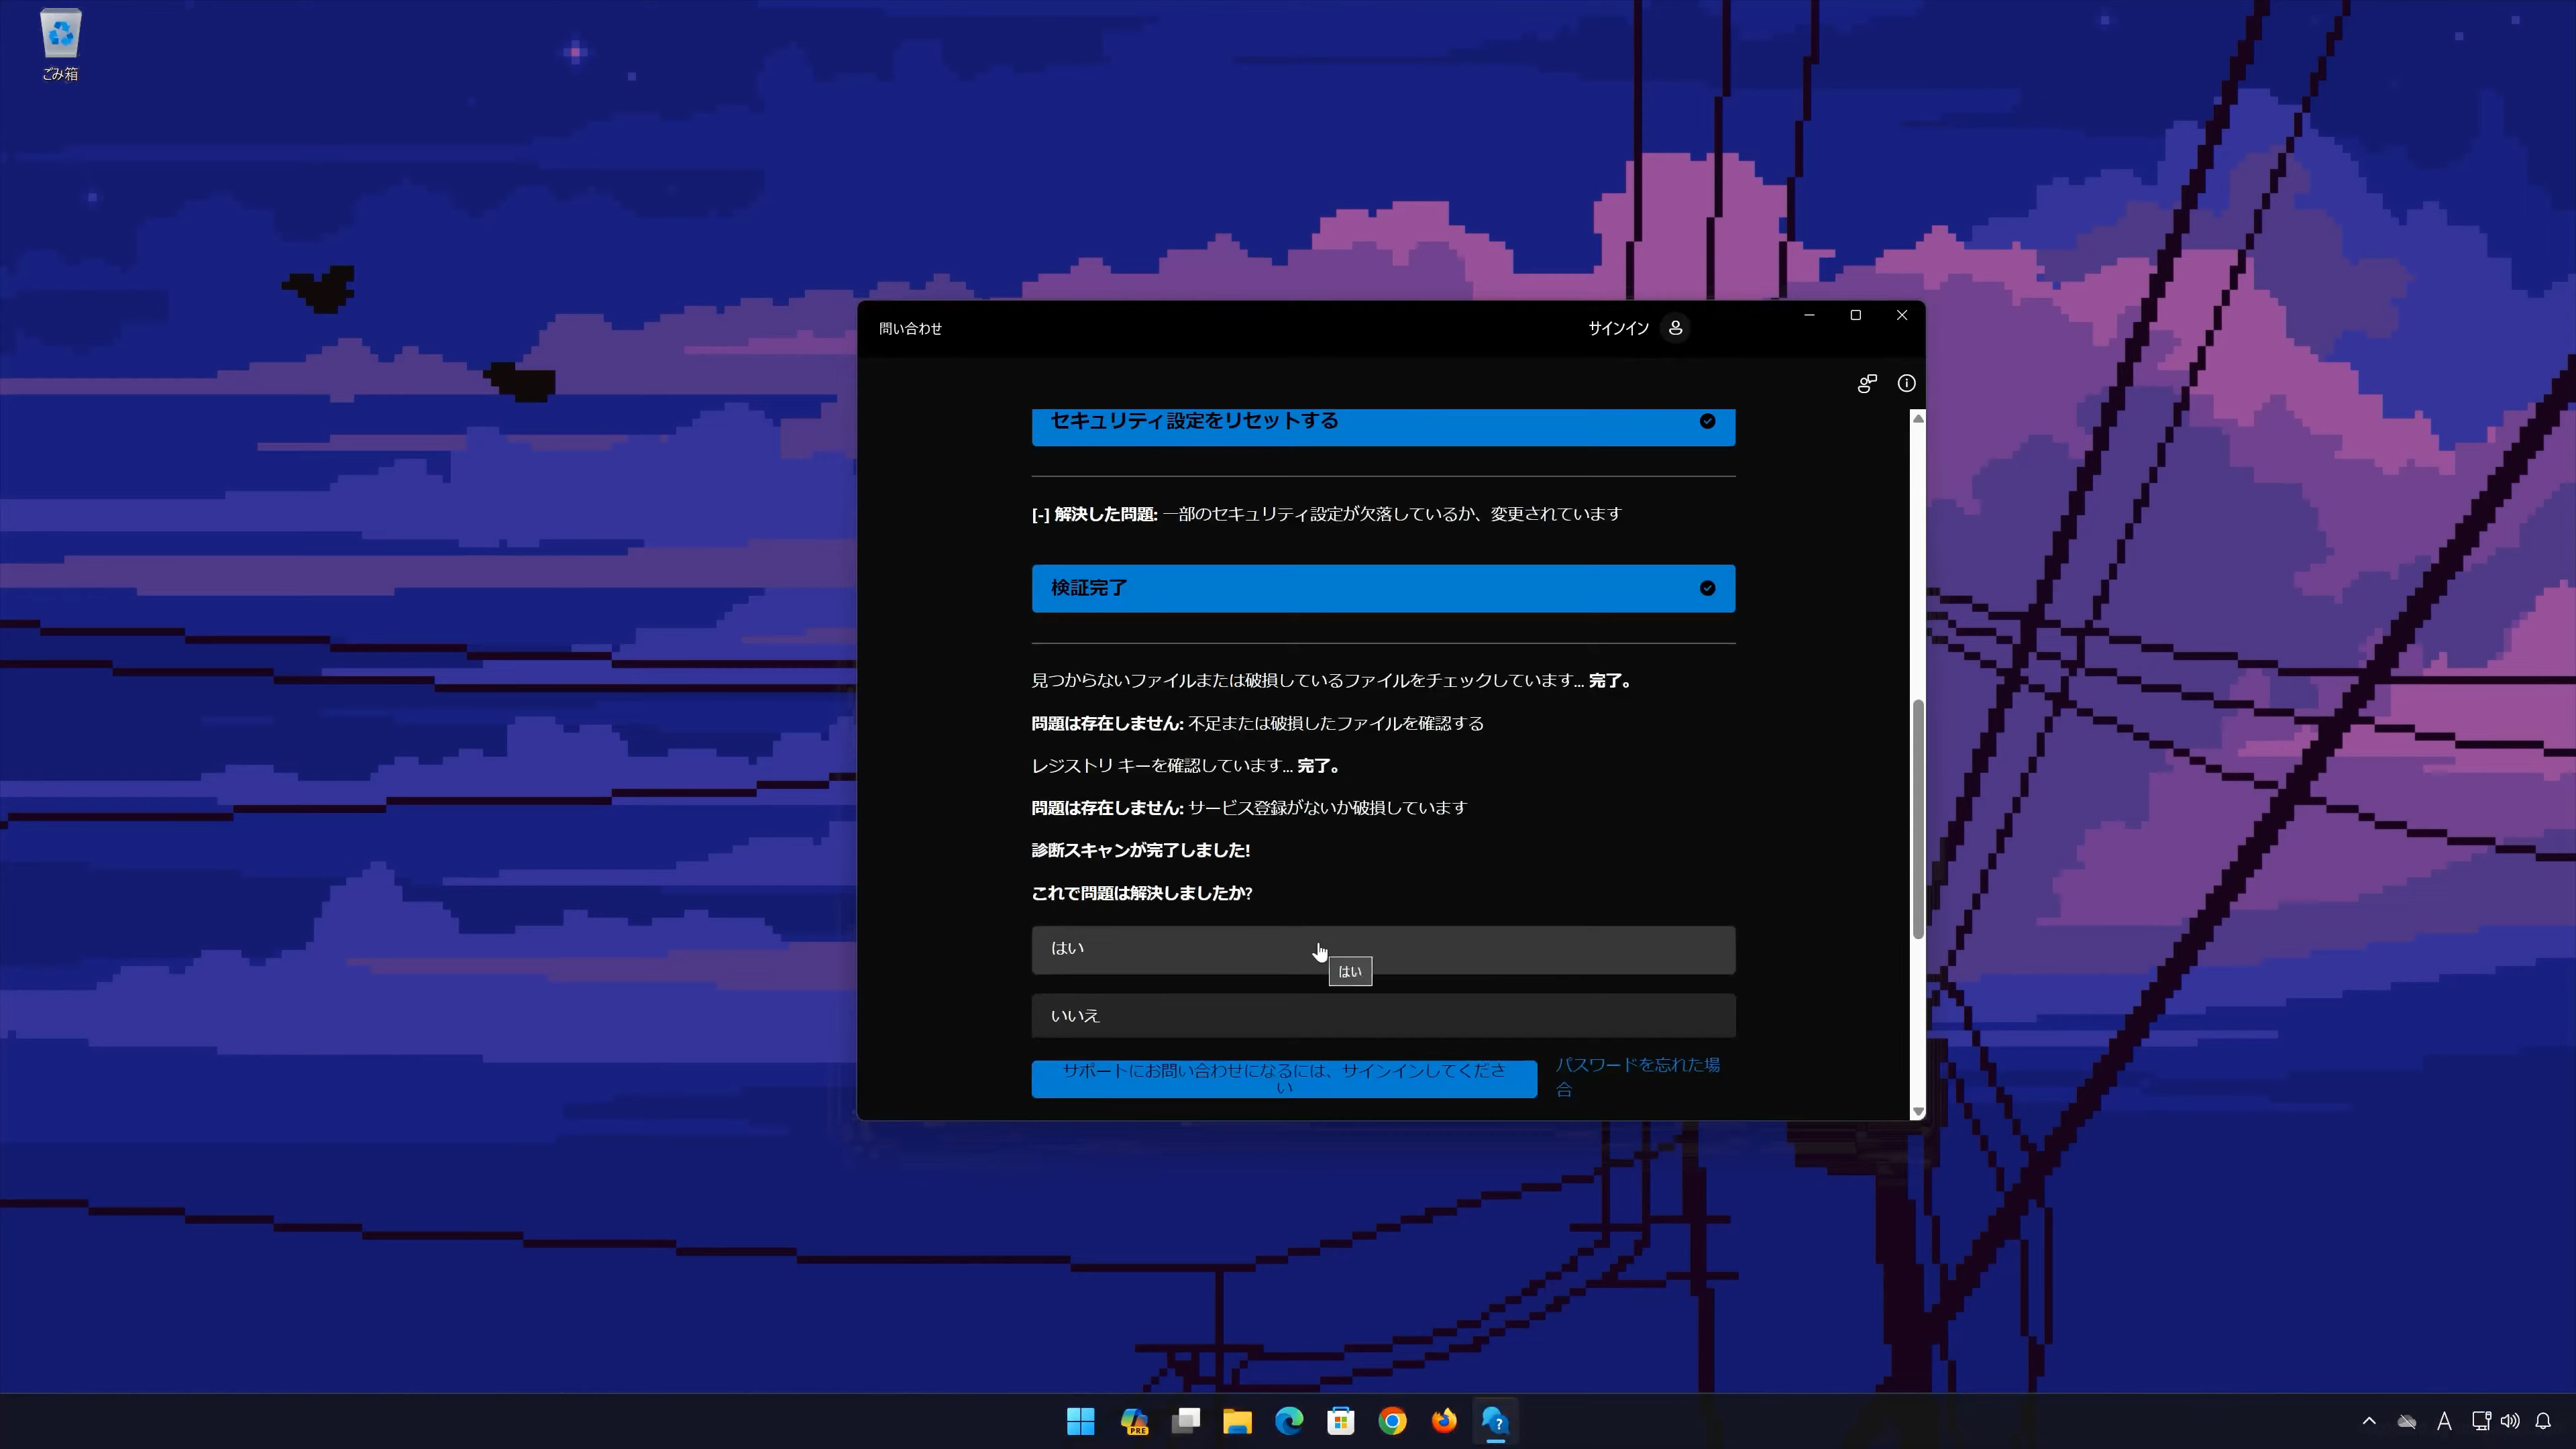 ごみ箱
問い合わせ
サインイン
セキュリティ設定をリセットする
[-] 解決した問題: 一部のセキュリティ設定が欠落しているか、変更されています
検証完了
見つからないファイルまたは破損しているファイルをチェックしています... 完了。
問題は存在しません: 不足または破損したファイルを確認する
レジストリ キーを確認しています... 完了。
問題は存在しません: サービス登録がないか破損しています
診断スキャンが完了しました!
これで問題は解決しましたか?
はい
はい
いいえ
サポートにお問い合わせになるには、サインインしてくださ
い
パスワードを忘れた場
合
PRE
A